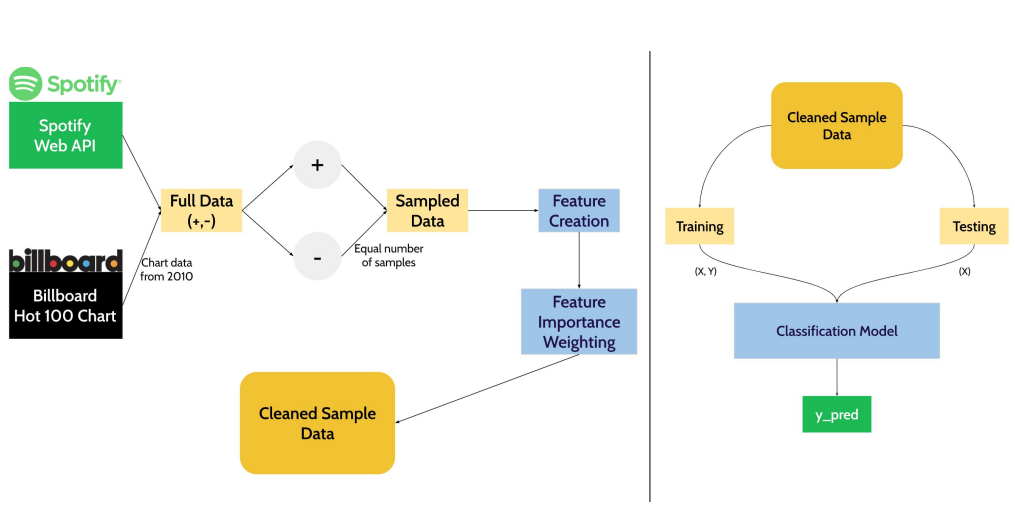 Spotify
Spotify
Web API
billboard
Billboard
Hot 100 Chart
Chart data
from 2010
Full Data
(+,-)
+
-
Sampled
Data
Equal number
of samples
Feature
Creation
Feature
Importance
Weighting
Cleaned Sample
Data
Cleaned Sample
Data
Training
Testing
(X, Y)
(X)
Classification Model
y_pred